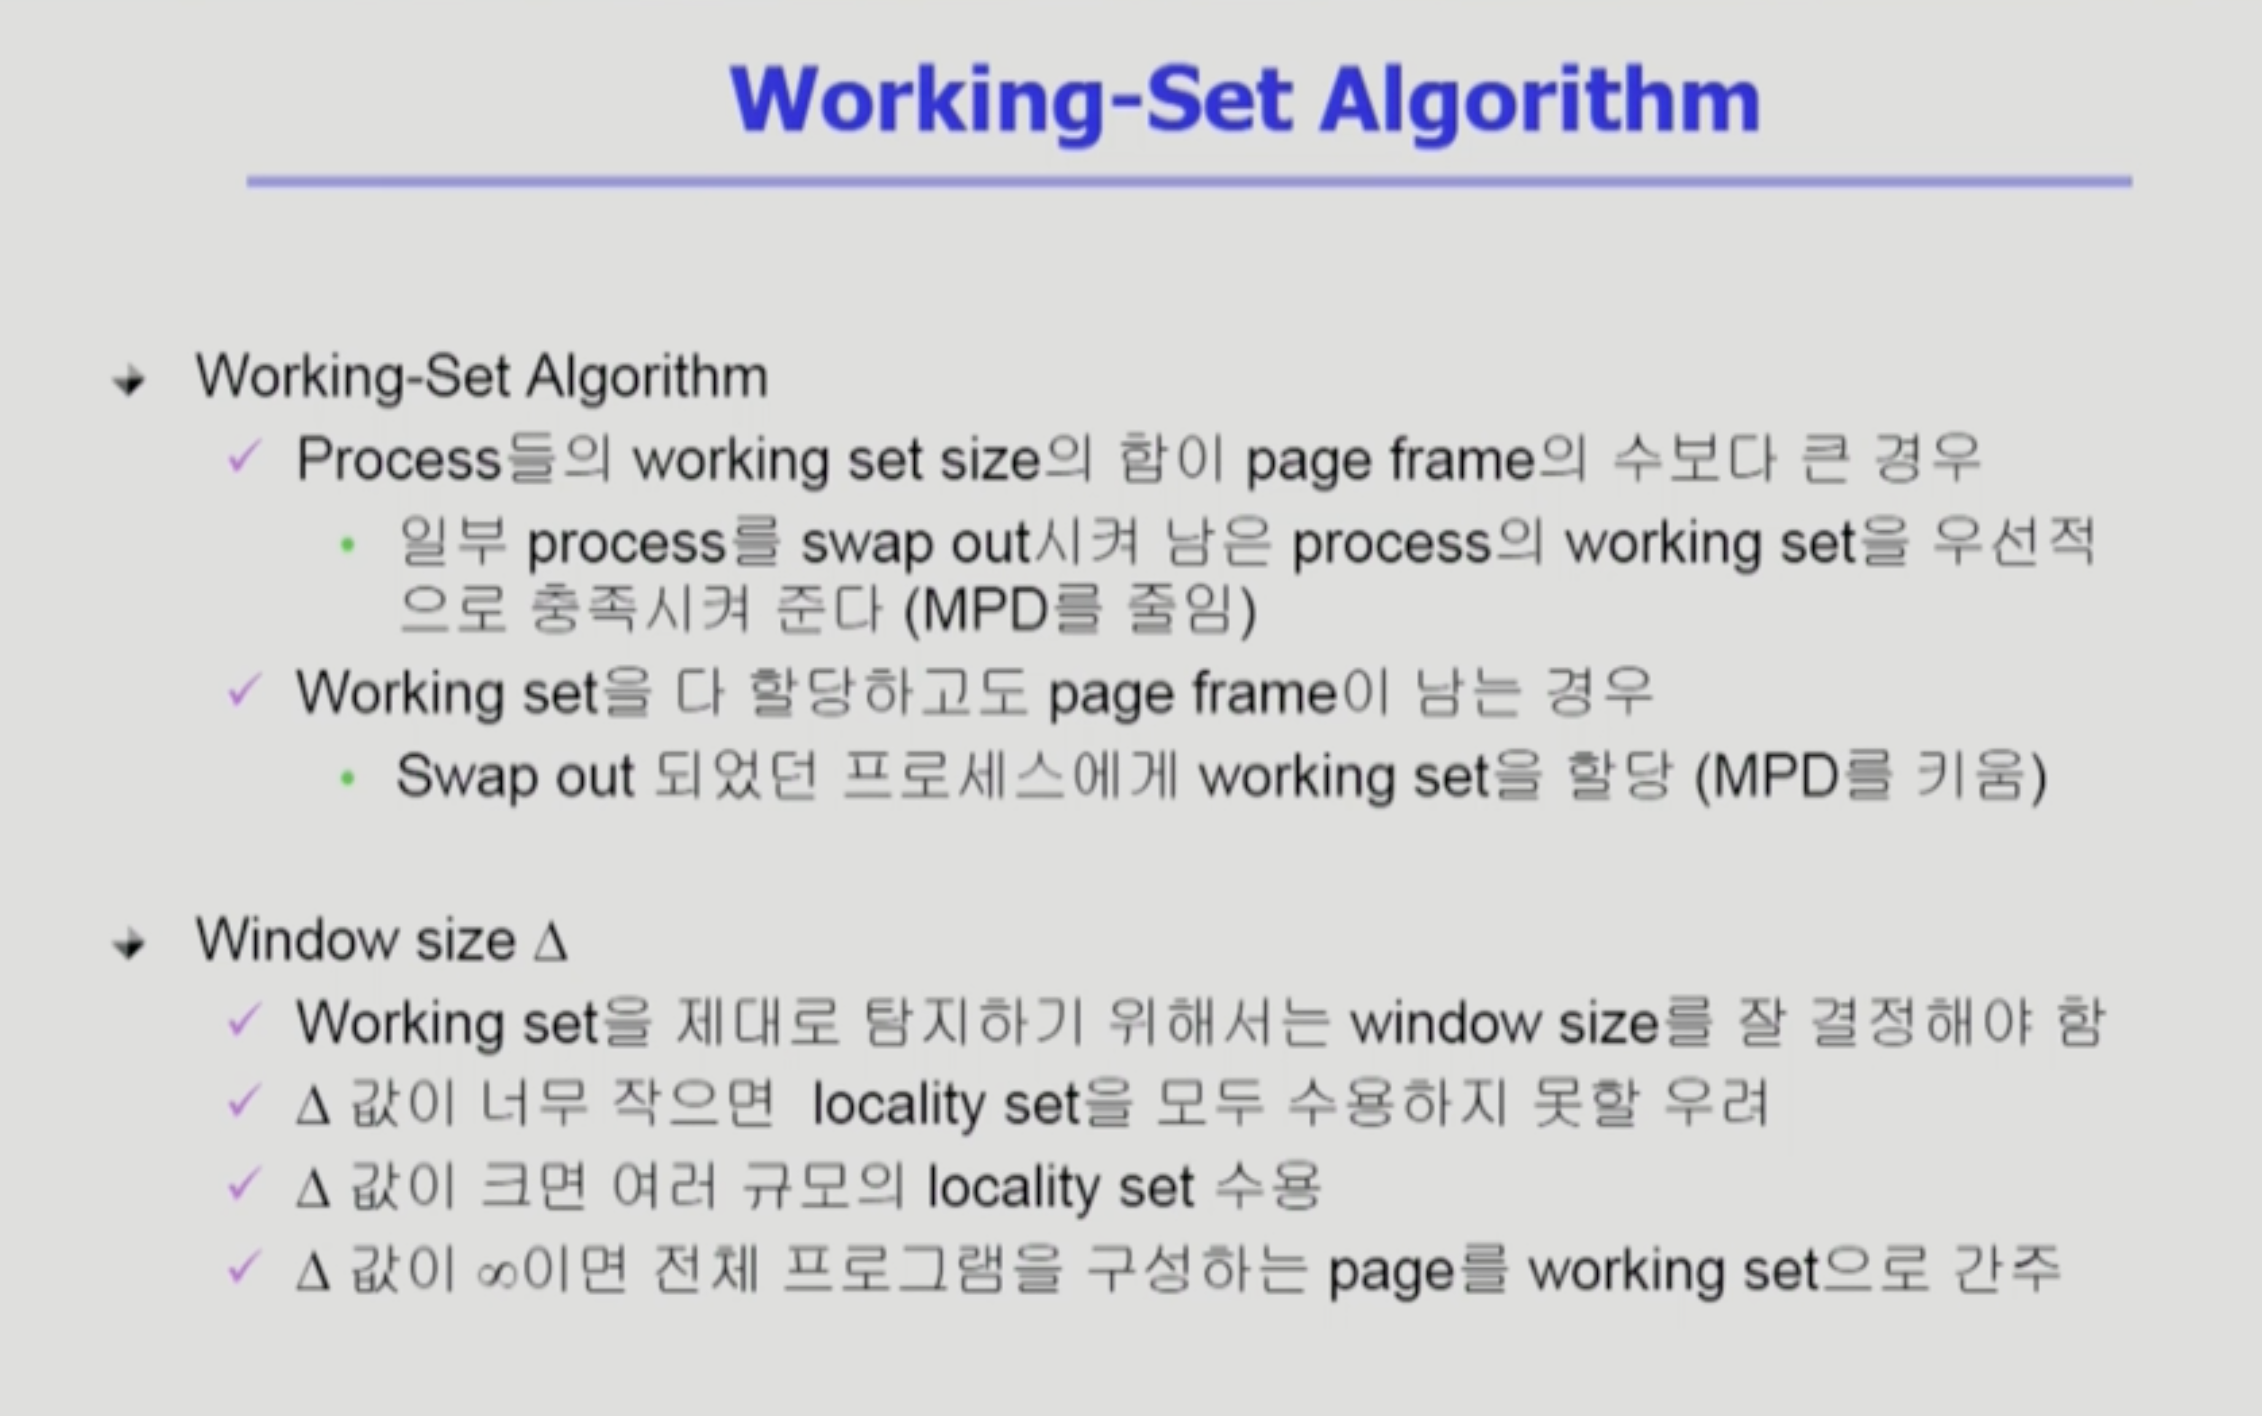 Working-Set Algorithm
Working-Set Algorithm
Process들의 working set size의 합이 page frame의 수보다 큰 경우
일부 process를 swap out시켜 남은 process의 working set을 우선적
으로 충족시켜 준다 (MPD를 줄임)
Working set을 다 할당하고도 page frame이 남는 경우
Swap out 되었던 프로세스에게 working set을 할당 (MPD를 키움)
Window size Δ
Working set을 제대로 탐지하기 위해서는 window size를 잘 결정해야 함
Δ 값이 너무 작으면 locality set을 모두 수용하지 못할 우려
Δ 값이 크면 여러 규모의 locality set 수용
Δ 값이 ∞이면 전체 프로그램을 구성하는 page를 working set으로 간주